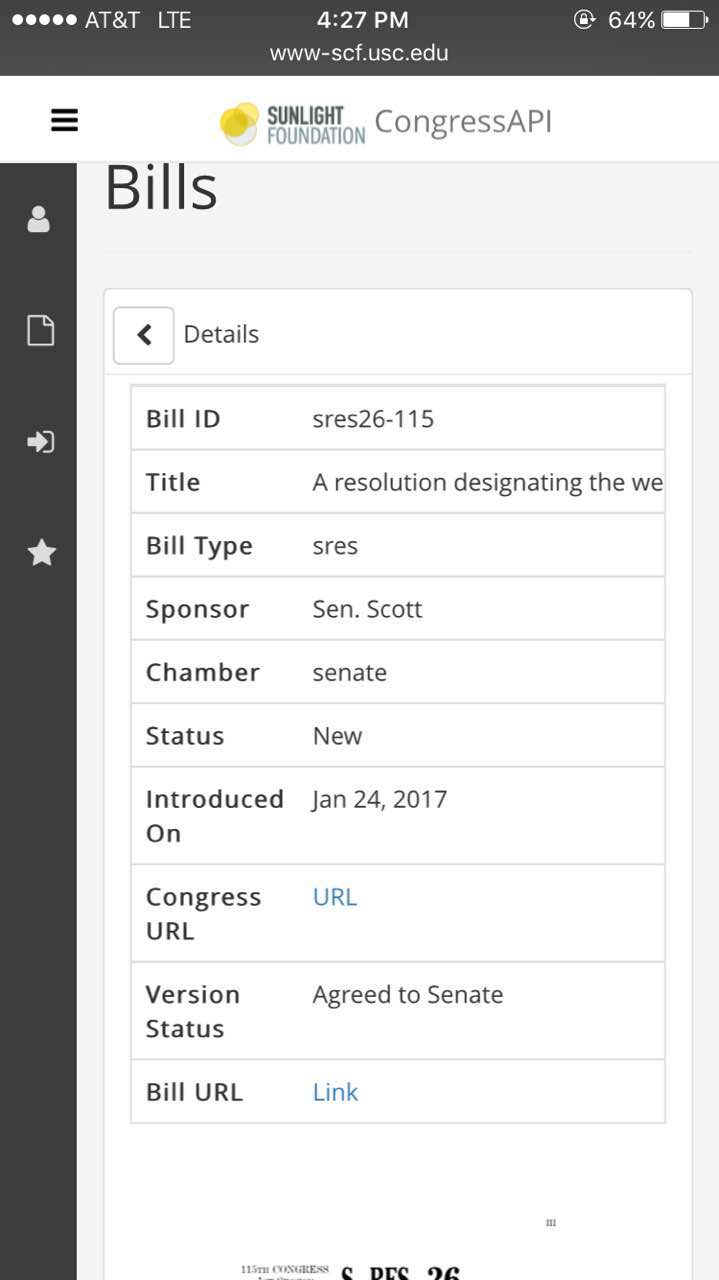 AT&T LTE 4:27 PM 64%
www-scf.usc.edu
SUNLIGHT
FOUNDATION CongressAPI
Bills
Details
Bill ID sres26-115
Title A resolution designating the we
Bill Type sres
Sponsor Sen. Scott
Chamber senate
Status New
Introduced Jan 24, 2017
On
Congress URL
URL
Version Agreed to Senate
Status
Bill URL Link
III
115TH CONGRESS S. RES. 26